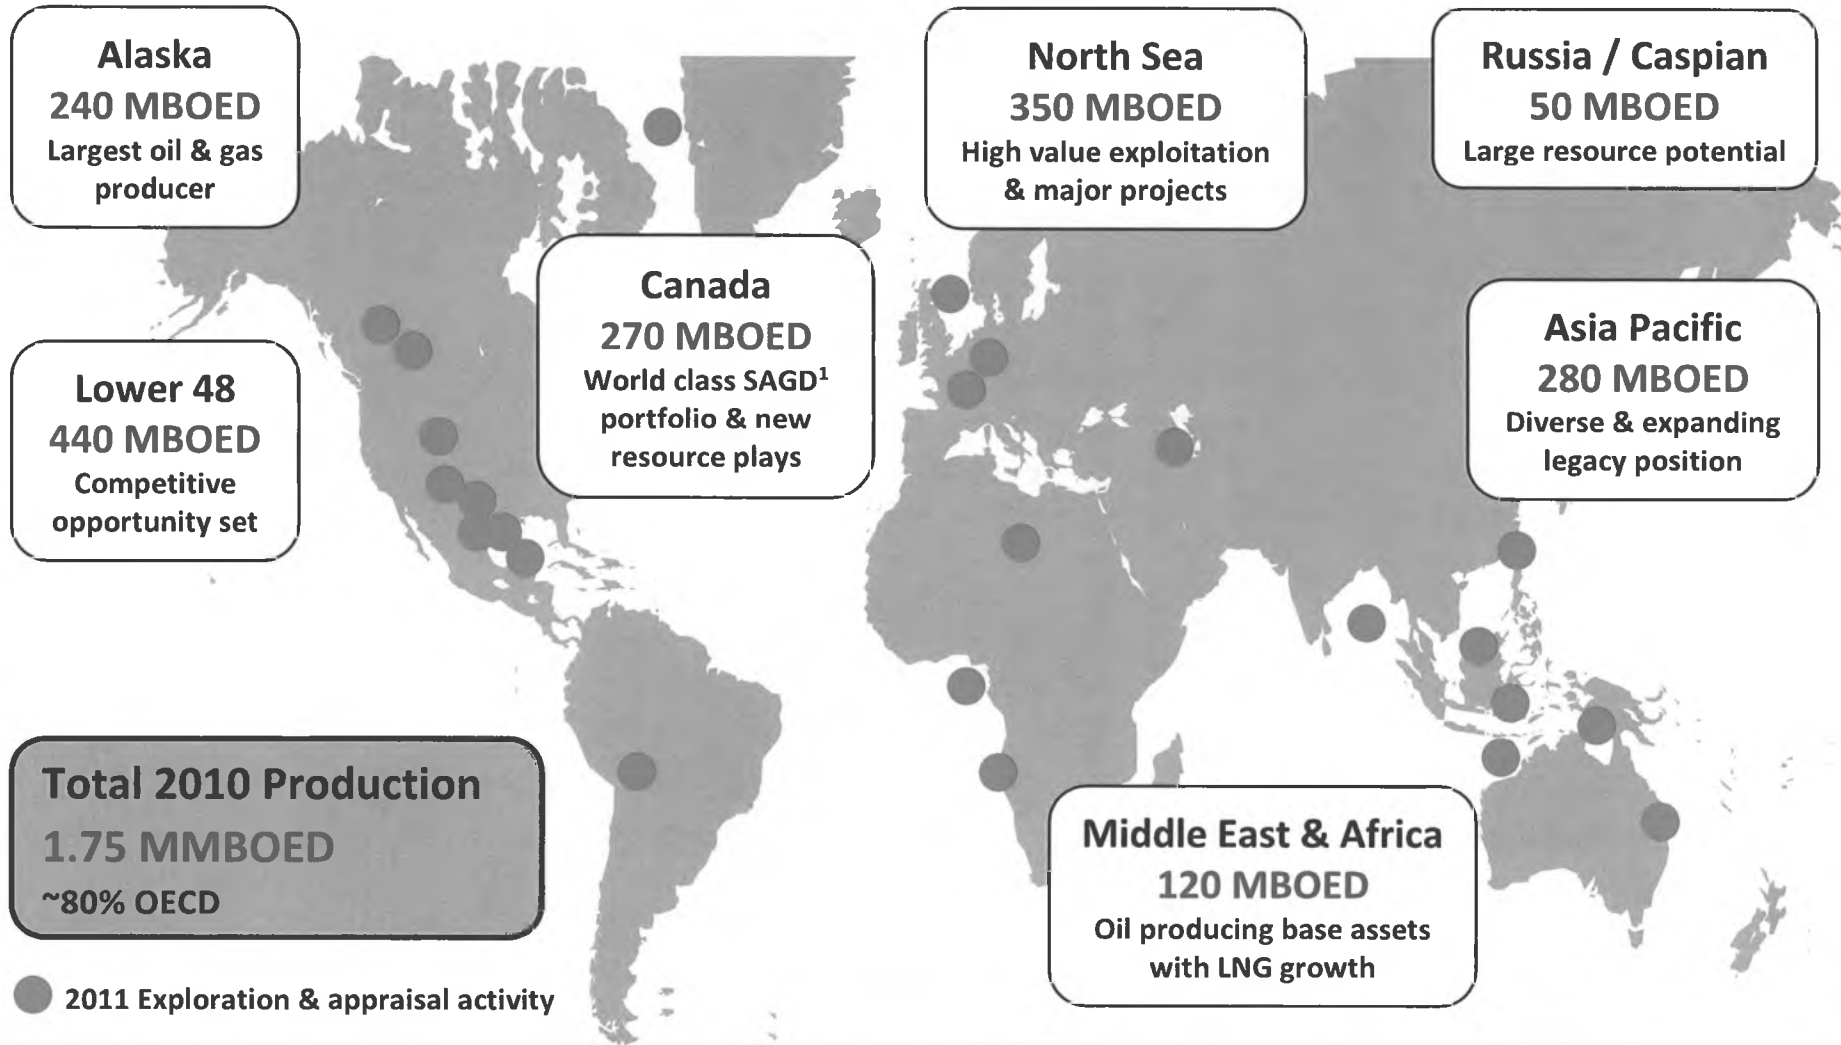 Alaska
240 MBOED
Largest oil & gas
producer
North Sea
350 MBOED
High value exploitation
& major projects
Russia / Caspian
50 MBOED
Large resource potential
Canada
270 MBOED
World class SAGD¹
portfolio & new
resource plays
Lower 48
440 MBOED
Competitive
opportunity set
Asia Pacific
280 MBOED
Diverse & expanding
legacy position
Total 2010 Production
1.75 MMBOED
~80% OECD
Middle East & Africa
120 MBOED
Oil producing base assets
with LNG growth
2011 Exploration & appraisal activity